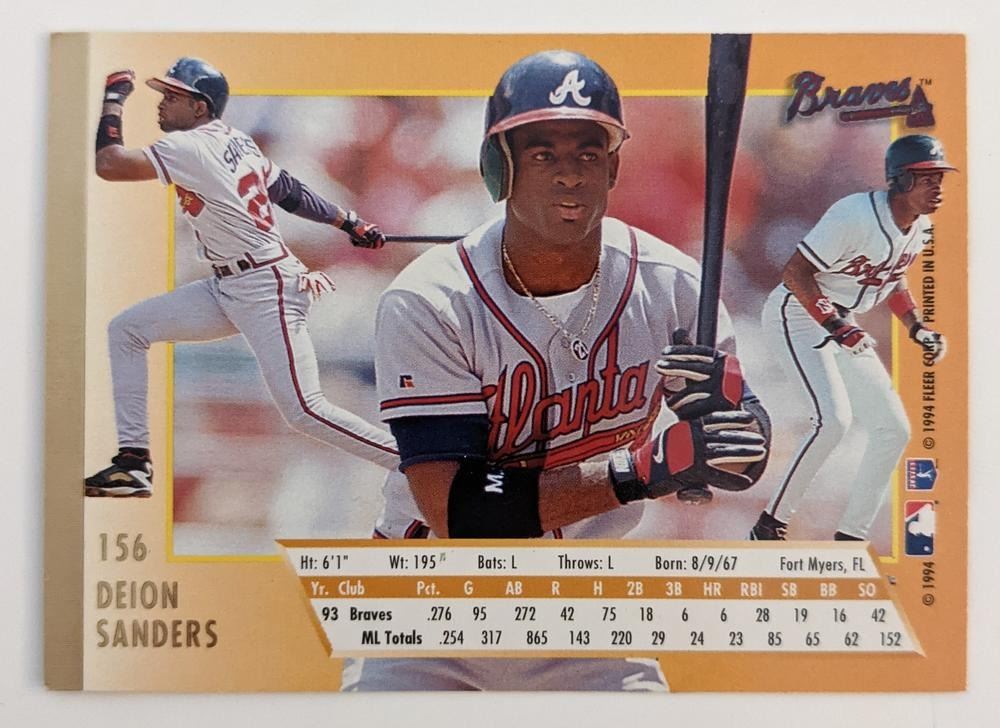 Braves™
SANDERS
A
Atlanta
Braves
© 1994 © 1994 FLEER CORP. PRINTED IN U.S.A.
156
DEION
SANDERS
Ht: 6'1" Wt: 195 Bats: L Throws: L Born: 8/9/67 Fort Myers, FL
Yr. Club Pct. G AB R H 2B 3B HR RBI SB BB SO
93 Braves .276 95 272 42 75 18 6 6 28 19 16 42
ML Totals .254 317 865 143 220 29 24 23 85 65 62 152